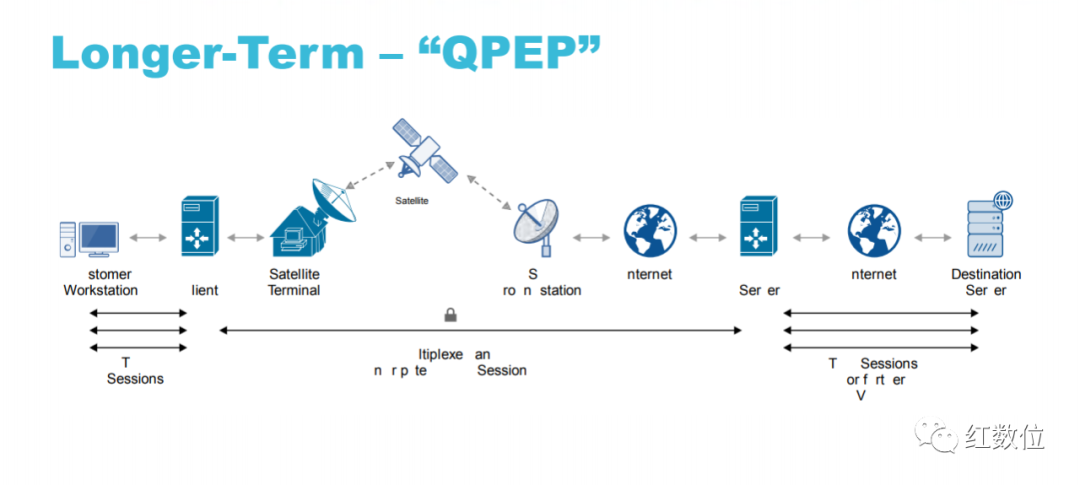 Longer-Term – “QPEP”
Satellite
stomer
Workstation
lient
Satellite
Terminal
S
ro n station
nternet
Ser er
nternet
Destination
Ser er
T
Sessions
ltiplexe an
n r p te Session
T Sessions
or f rt er
V
红数位